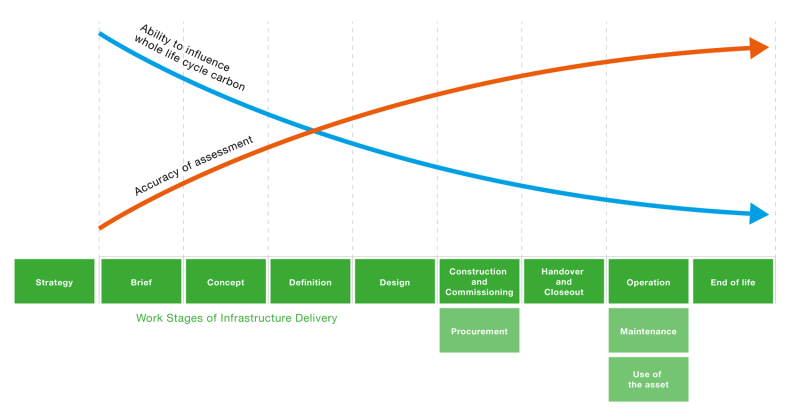 Ability to influence
whole life cycle carbon
Accuracy of assessment
Strategy
Brief
Concept
Definition
Design
Construction
and
Commissioning
Handover
and
Closeout
Operation
End of life
Work Stages of Infrastructure Delivery
Procurement
Maintenance
Use of
the asset